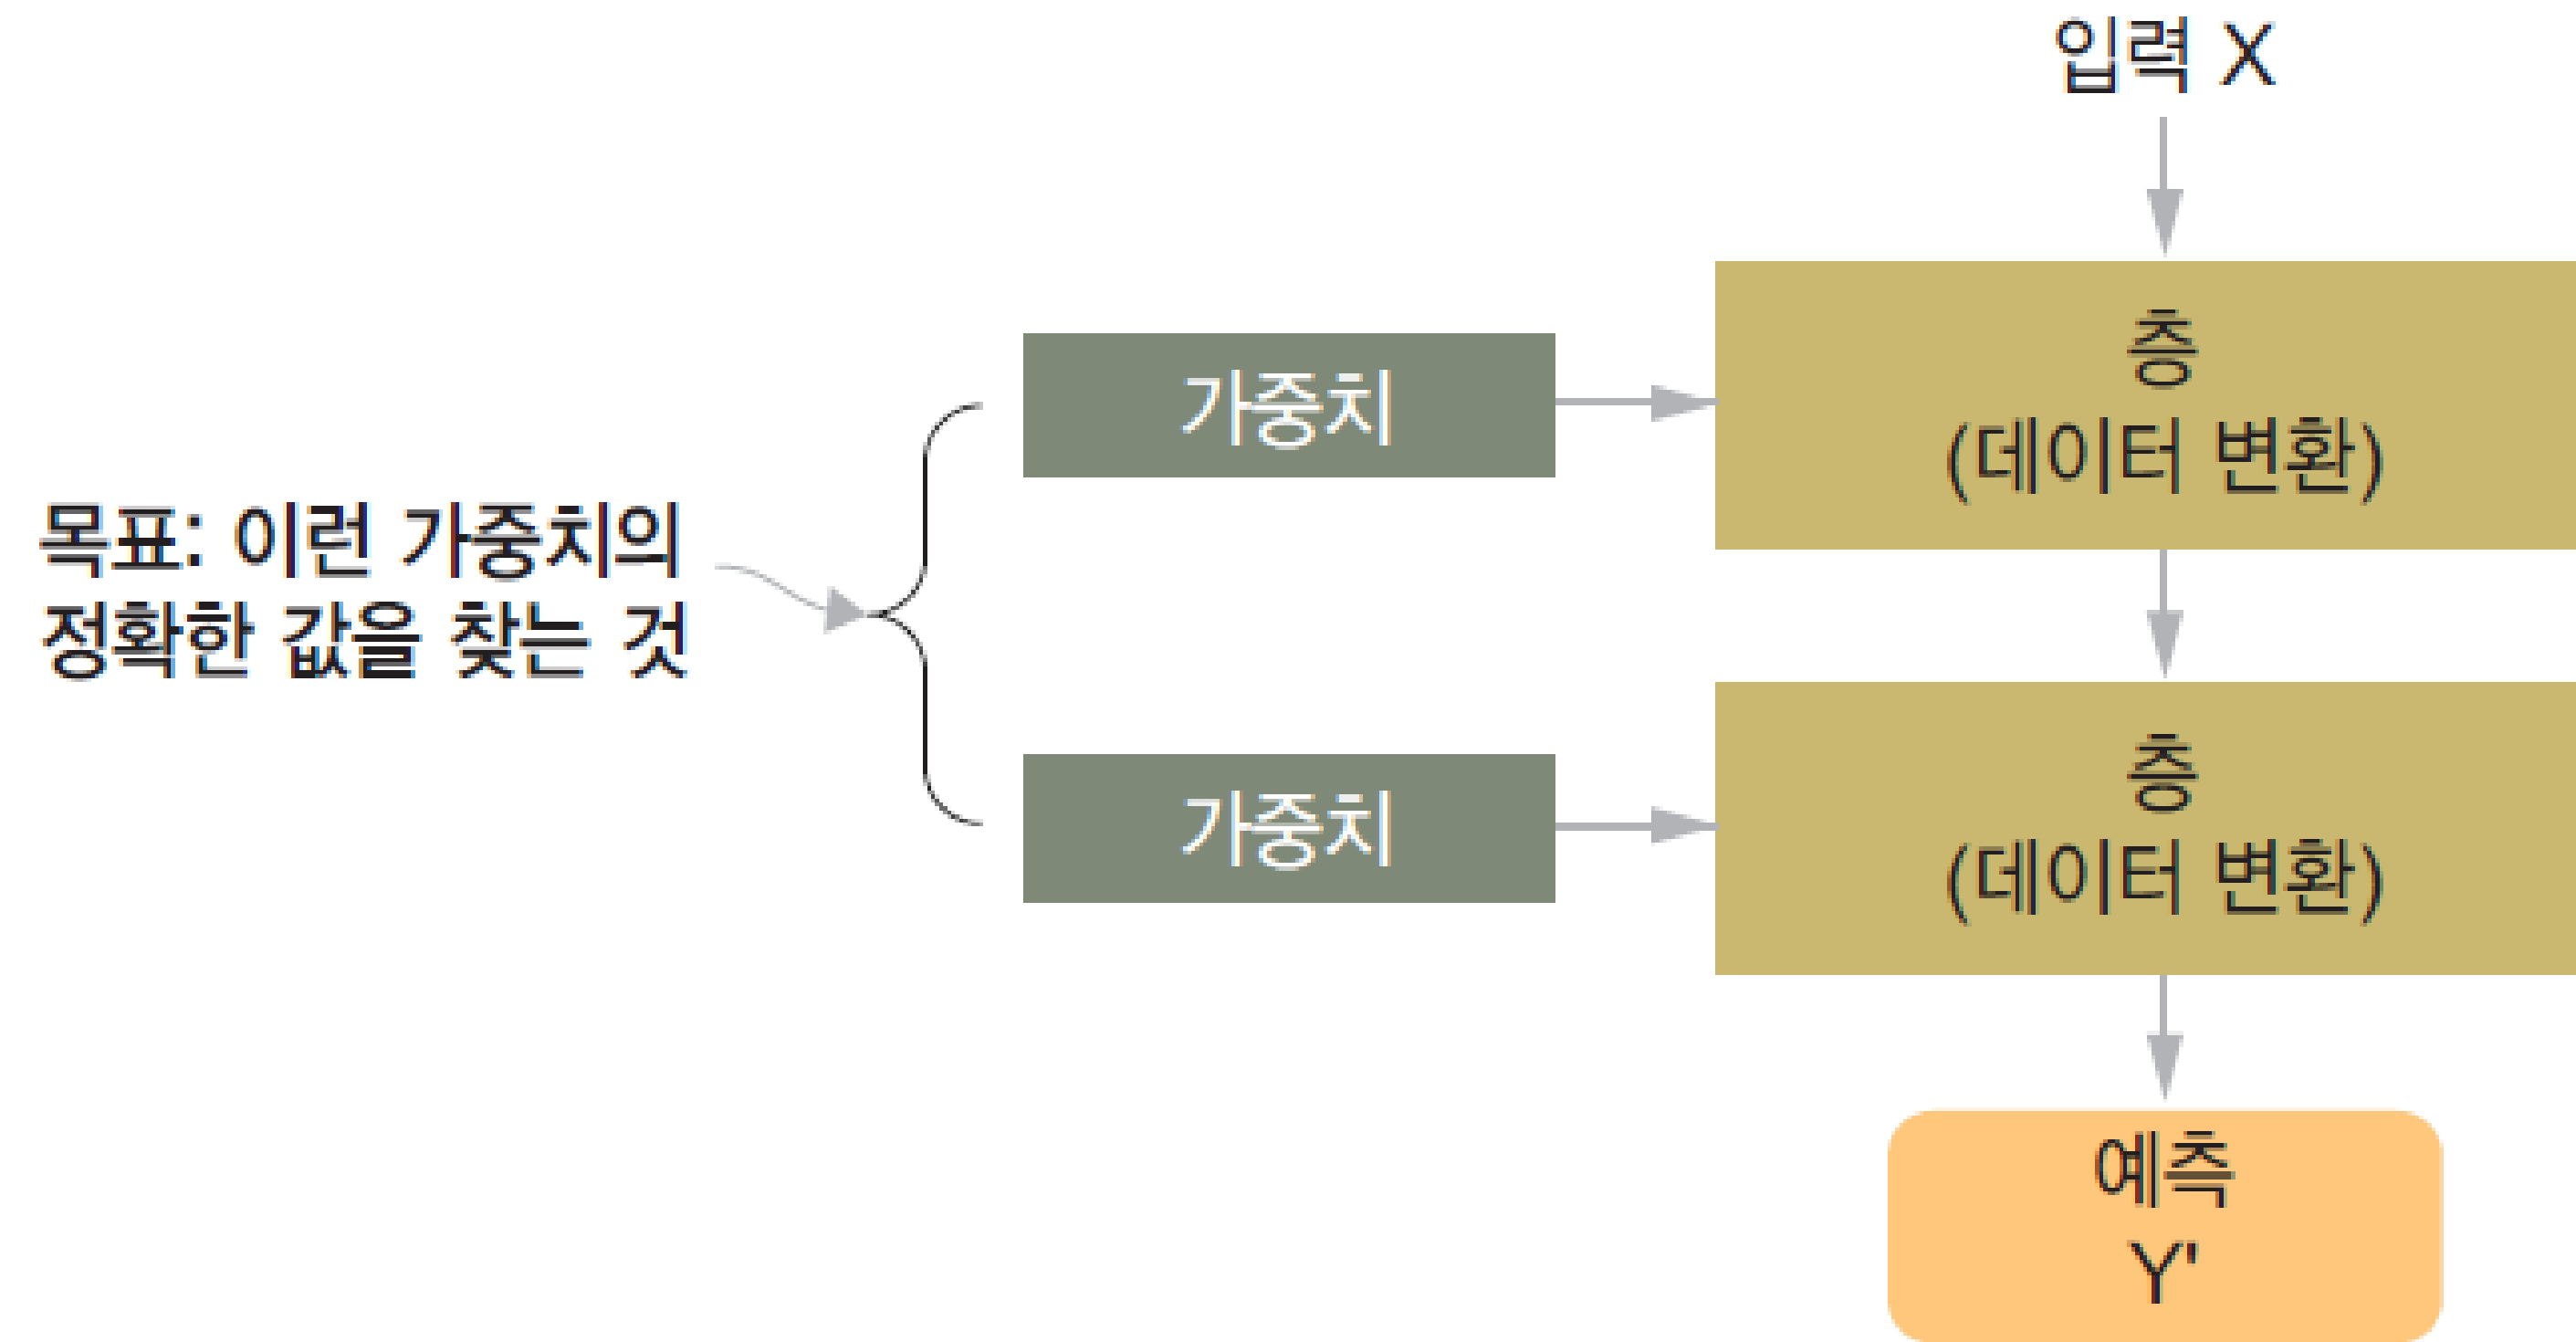 입력 X
가중치
층
(데이터 변환)
목표: 이런 가중치의
정확한 값을 찾는 것
가중치
층
(데이터 변환)
예측
Y'